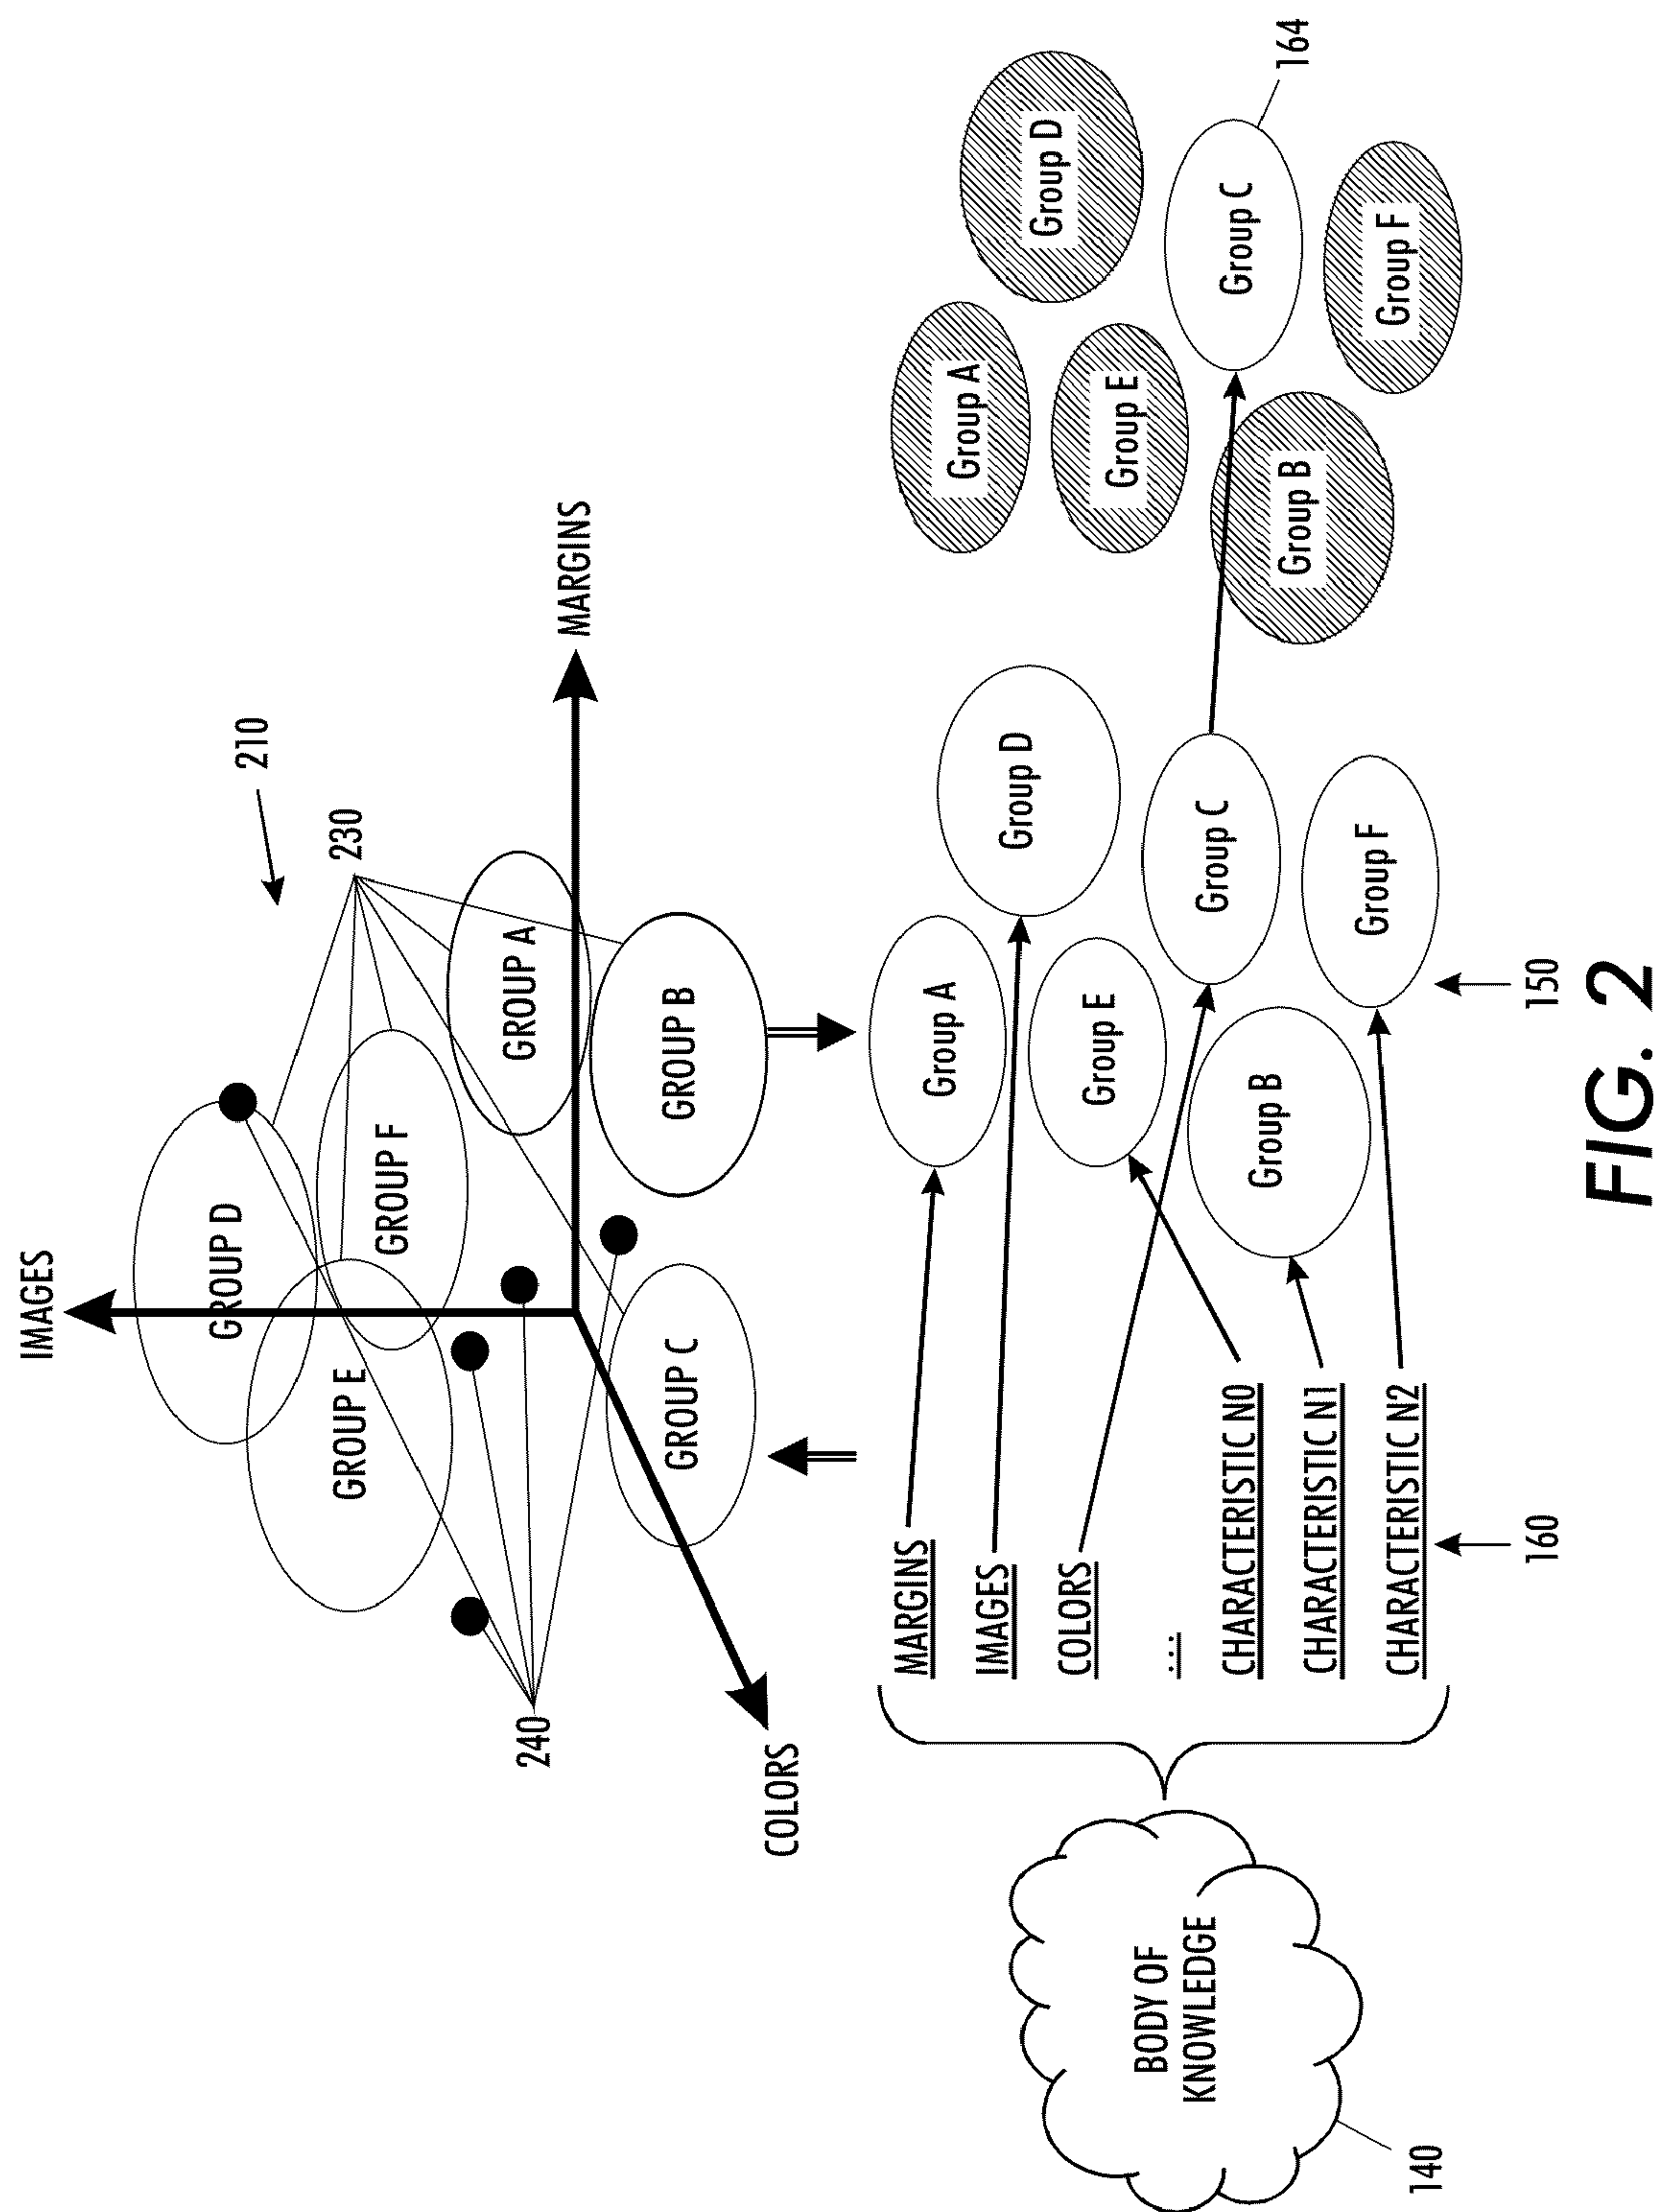 IMAGES
210
GROUP D
230
GROUP E
GROUP F
240
GROUP A
MARGINS
GROUP C
GROUP B
COLORS
BODY OF
KNOWLEDGE
140
MARGINS
IMAGES
COLORS
...
CHARACTERISTIC N0
CHARACTERISTIC N1
CHARACTERISTIC N2
160
Group A
Group D
Group E
Group C
Group B
Group F
150
Group A
Group D
Group E
Group C
Group B
Group F
164
FIG. 2